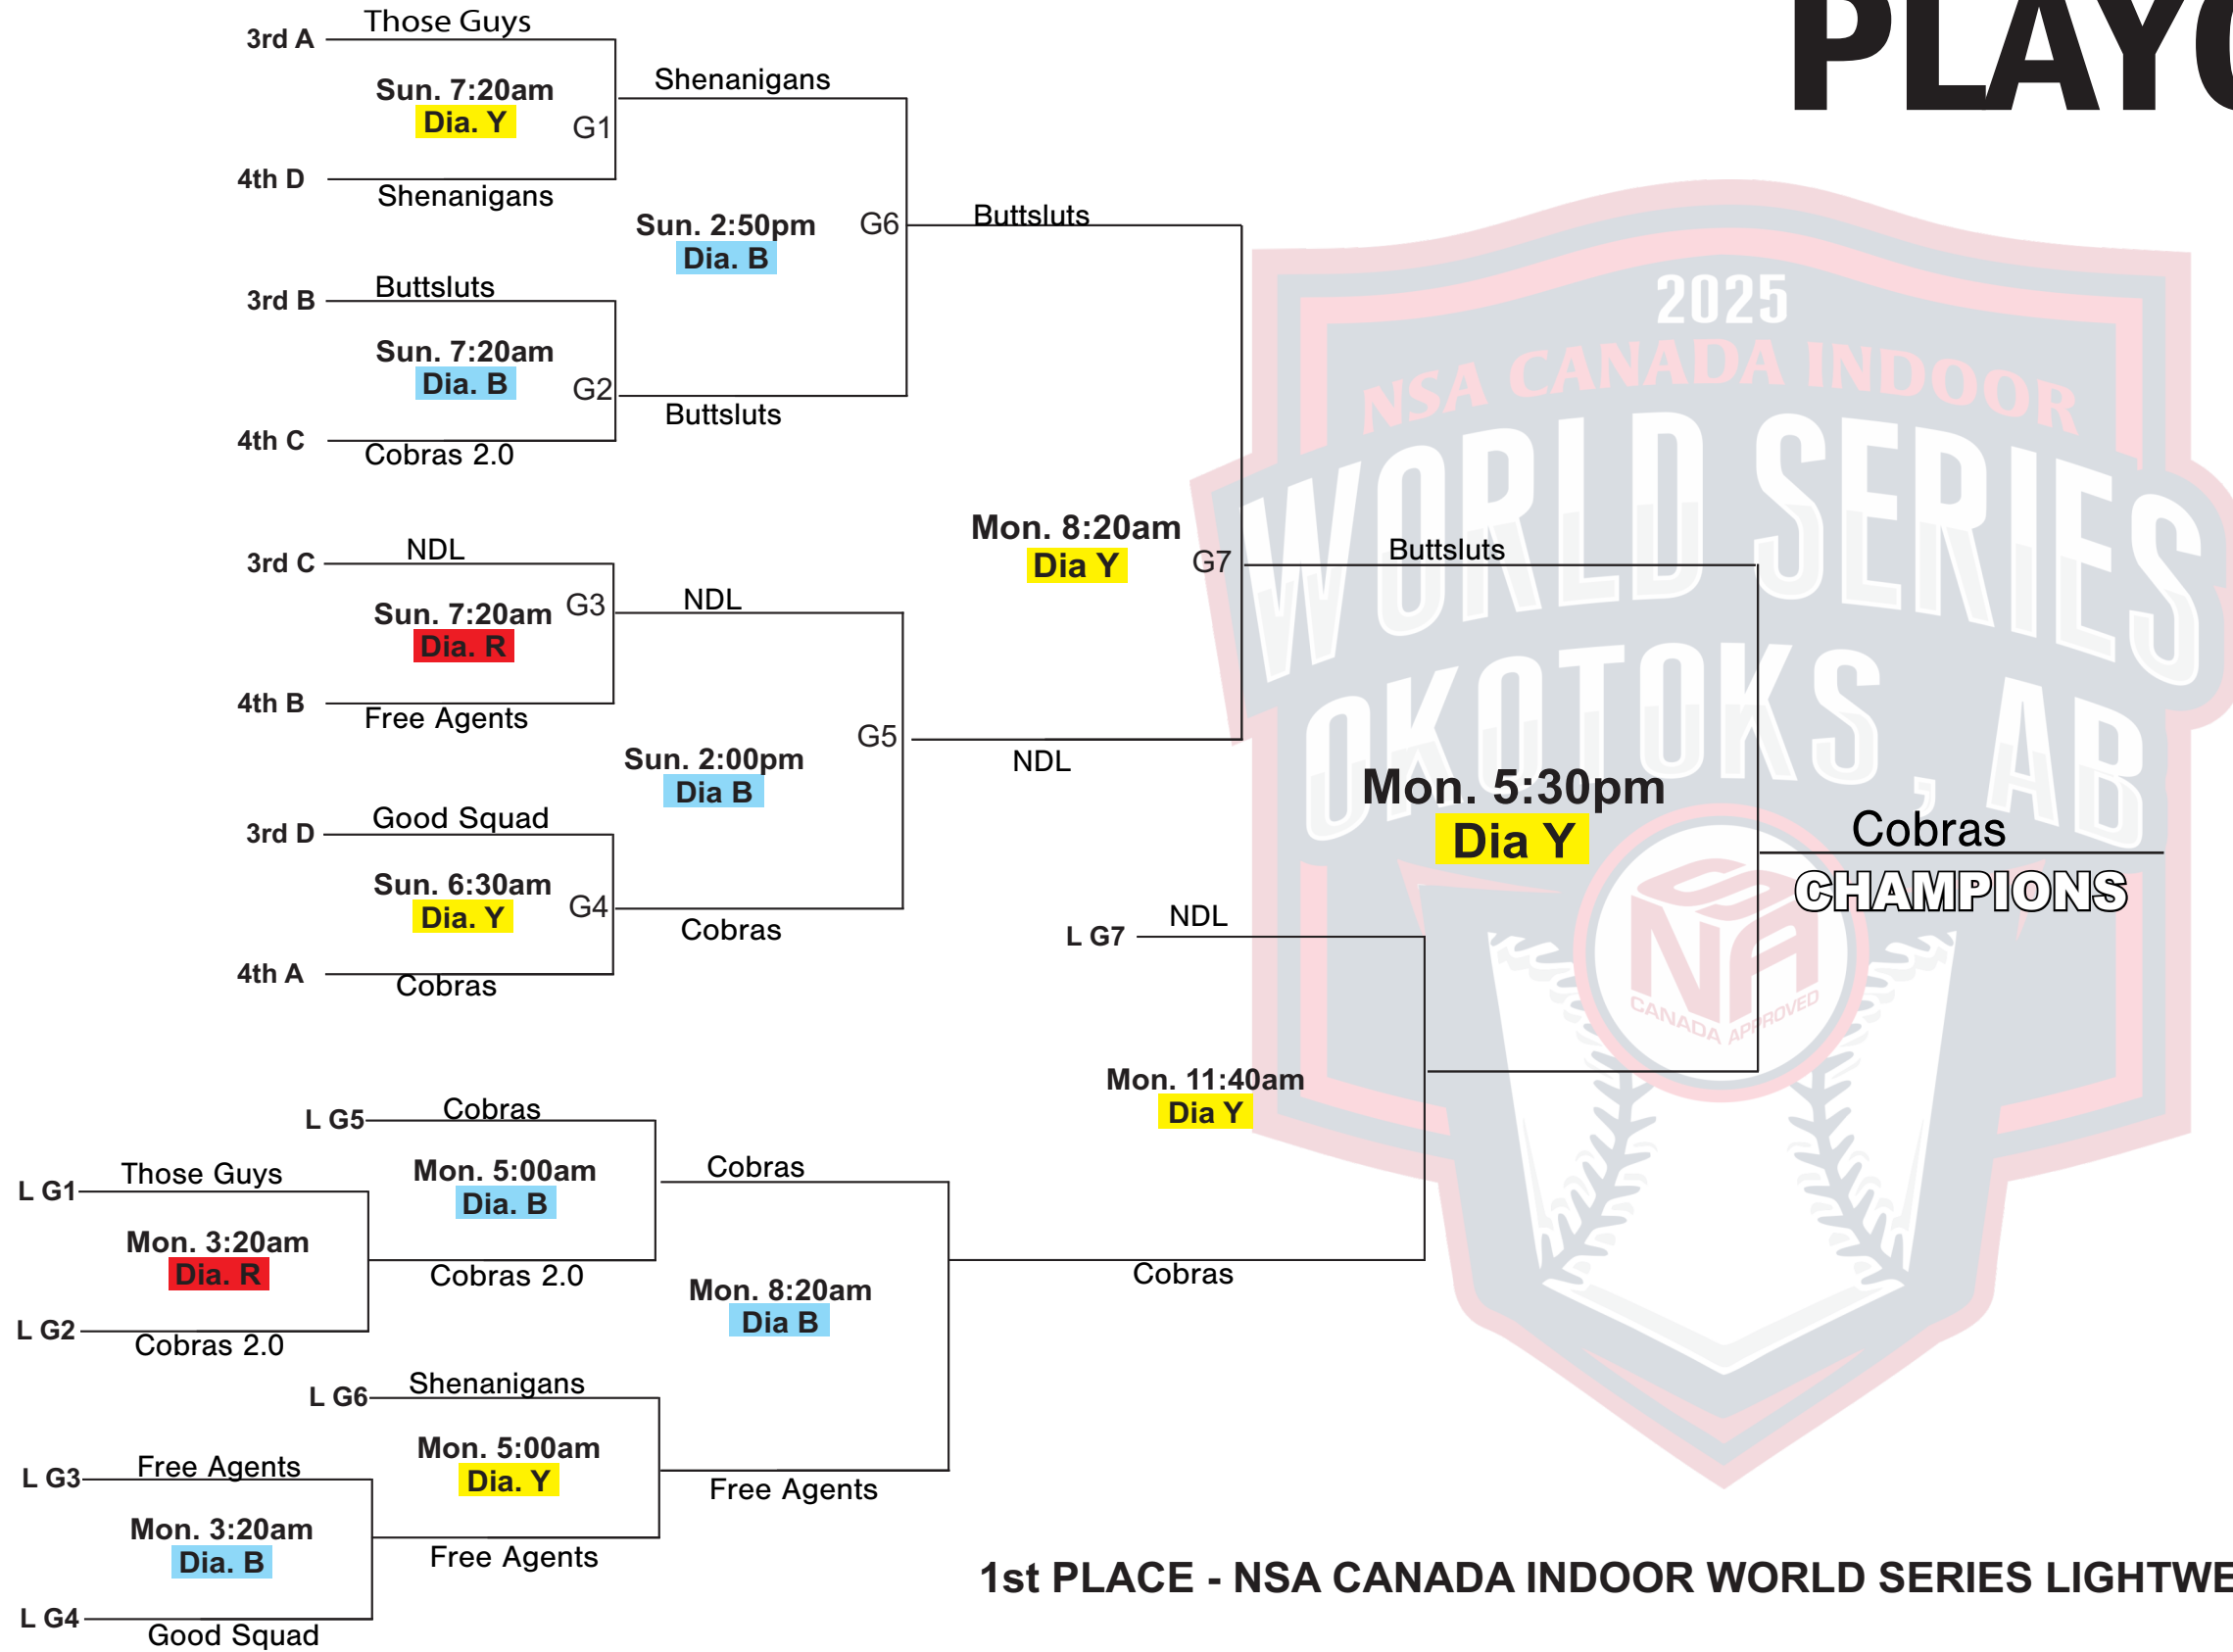 PLAYO
3rd A
Those Guys
Sun. 7:20am
Dia. Y
G1
4th D
Shenanigans
Shenanigans
Sun. 2:50pm
Dia. B
G6
3rd B
Buttsluts
Sun. 7:20am
Dia. B
G2
4th C
Cobras 2.0
Buttsluts
Buttsluts
3rd C
NDL
Sun. 7:20am
Dia. R
G3
4th B
Free Agents
NDL
Sun. 2:00pm
Dia B
G5
3rd D
Good Squad
Sun. 6:30am
Dia. Y
G4
4th A
Cobras
Cobras
NDL
Mon. 8:20am
Dia Y
G7
Buttsluts
Mon. 5:30pm
Dia Y
Cobras
CHAMPIONS
L G7
NDL
Mon. 11:40am
Dia Y
L G5
Cobras
Mon. 5:00am
Dia. B
L G1
Those Guys
Mon. 3:20am
Dia. R
L G2
Cobras 2.0
Cobras 2.0
Cobras
Mon. 8:20am
Dia B
Cobras
L G6
Shenanigans
Mon. 5:00am
Dia. Y
L G3
Free Agents
Mon. 3:20am
Dia. B
L G4
Good Squad
Free Agents
Free Agents
2025
NSA CANADA INDOOR
WORLD SERIES
OKOTOKS, AB
NSA
CANADA APPROVED
1st PLACE - NSA CANADA INDOOR WORLD SERIES LIGHTWE